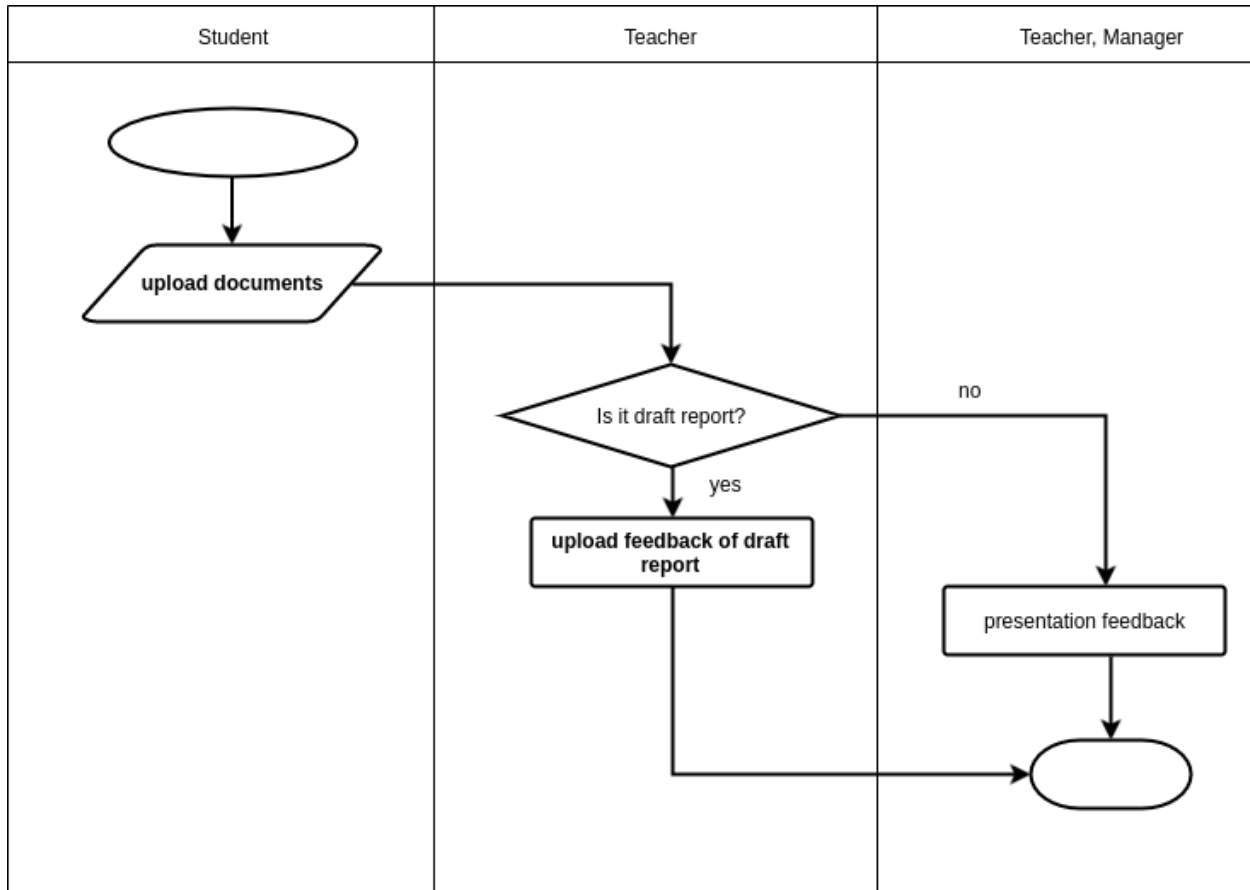 Student
Teacher
Teacher, Manager
upload documents
Is it draft report?
no
yes
upload feedback of draft
report
presentation feedback